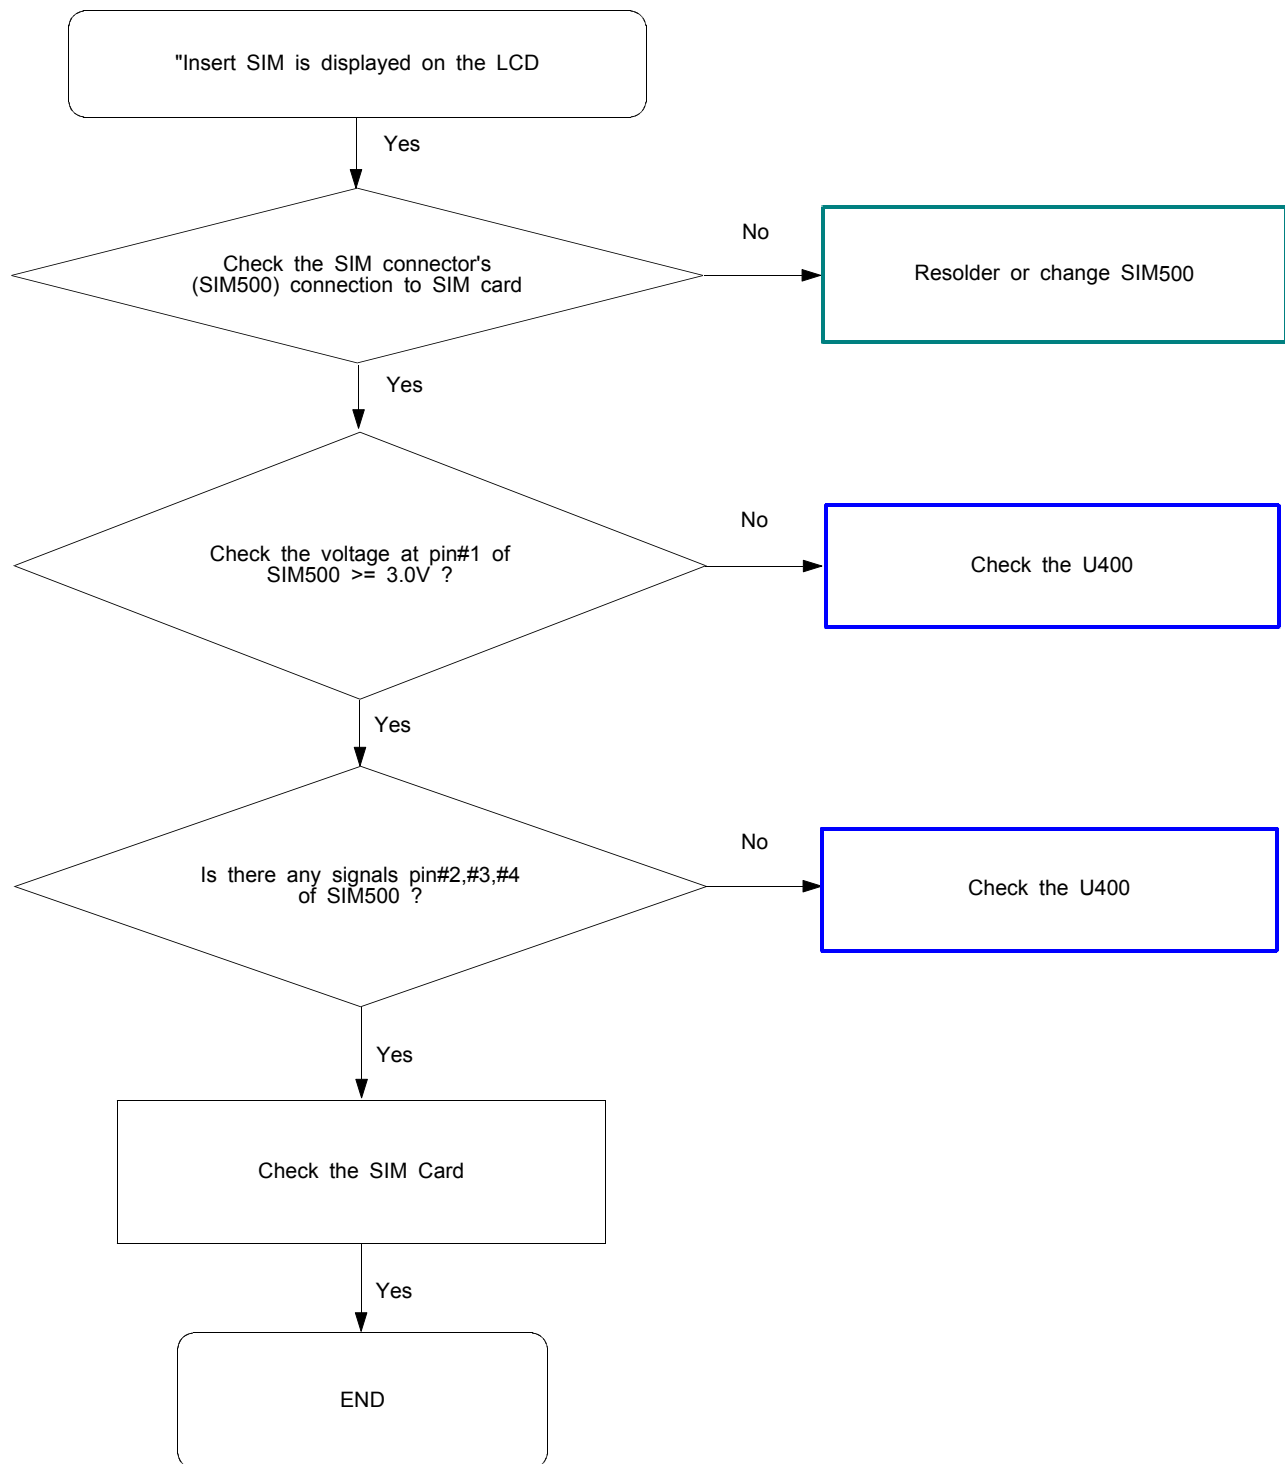 "Insert SIM is displayed on the LCD
Yes
Check the SIM connector's
(SIM500) connection to SIM card
No
Resolder or change SIM500
Yes
Check the voltage at pin#1 of
SIM500 >= 3.0V ?
No
Check the U400
Yes
Is there any signals pin#2,#3,#4
of SIM500 ?
No
Check the U400
Yes
Check the SIM Card
Yes
END